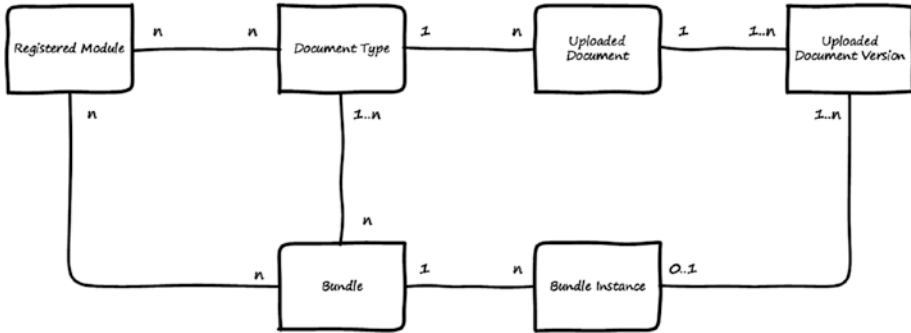 Registered Module
n
n
Document Type
1
n
Uploaded
Document
1
1..n
Uploaded
Document Version
n
1..n
1..n
n
n
Bundle
1
n
Bundle Instance
0..1